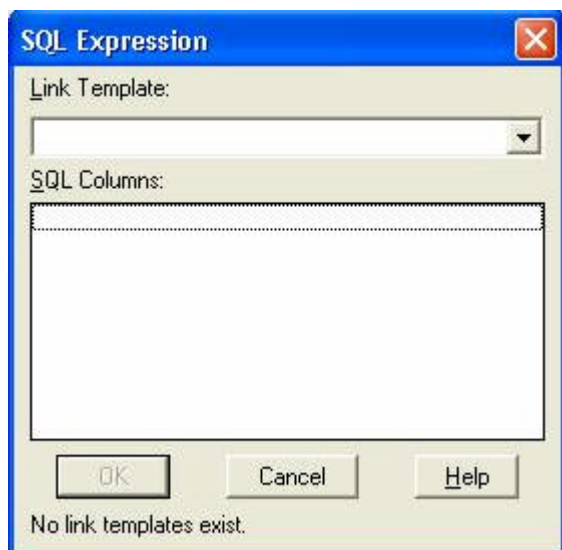 SQL Expression
Link Template:
SQL Columns:
OK Cancel Help
No link templates exist.